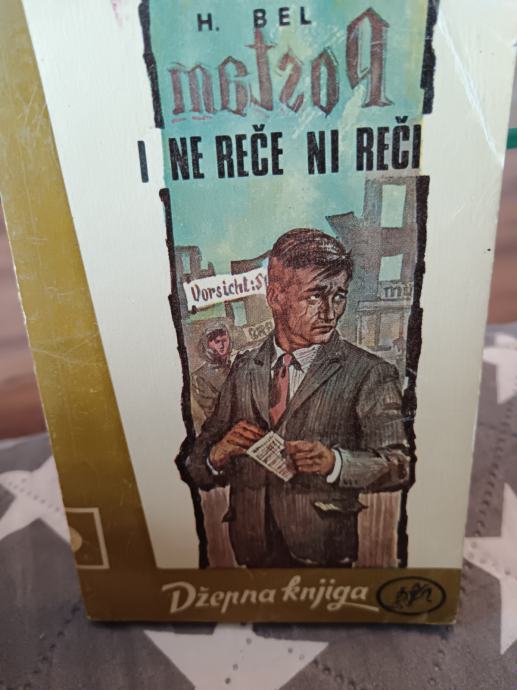 H. BEL
Postam
I NE REČE NI REČI
Vorsicht:S
Džepna knjiga